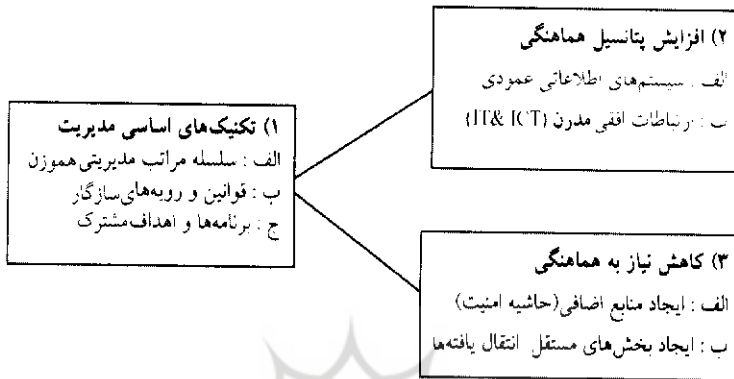 ۲) افزایش پتانسیل هماهنگی
الف : سیستم‌های اطلاعاتی عمودی
ب : ارتباطات افقی مدرن (IT& ICT)
۱) تکنیک‌های اساسی مدیریت
الف : سلسله مراتب مدیریتی هموزن
ب : قوانین و رویه‌های سازگار
ج : برنامه‌ها و اهداف مشترک
۳) کاهش نیاز به هماهنگی
الف : ایجاد منابع اضافی(حاشیه امنیت)
ب : ایجاد بخش‌های مستقل انتقال یافته‌ها